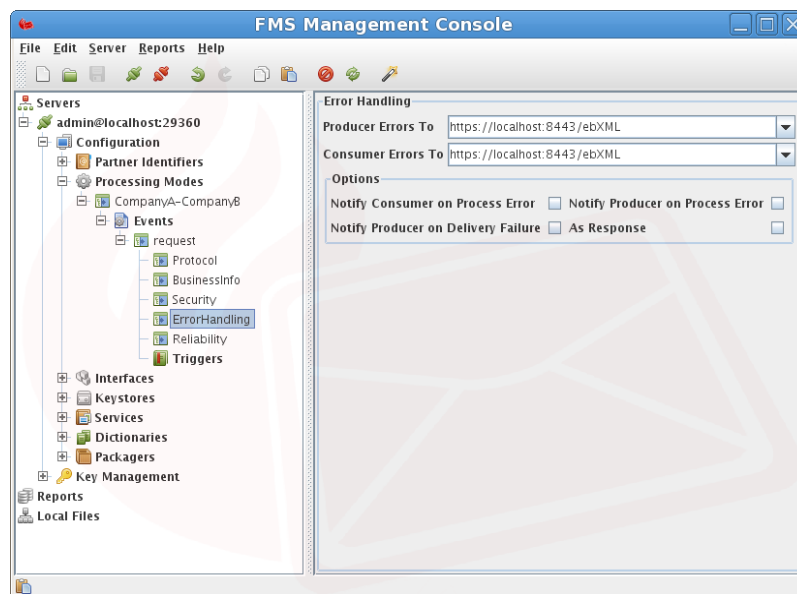 FMS Management Console
File Edit Server Reports Help
Servers
admin@localhost:29360
Configuration
Partner Identifiers
Processing Modes
CompanyA-CompanyB
Events
request
Protocol
BusinessInfo
Security
ErrorHandling
Reliability
Triggers
Interfaces
Keystores
Services
Dictionaries
Packagers
Key Management
Reports
Local Files
Error Handling
Producer Errors To https://localhost:8443/ebXML
Consumer Errors To https://localhost:8443/ebXML
Options
Notify Consumer on Process Error Notify Producer on Process Error
Notify Producer on Delivery Failure As Response